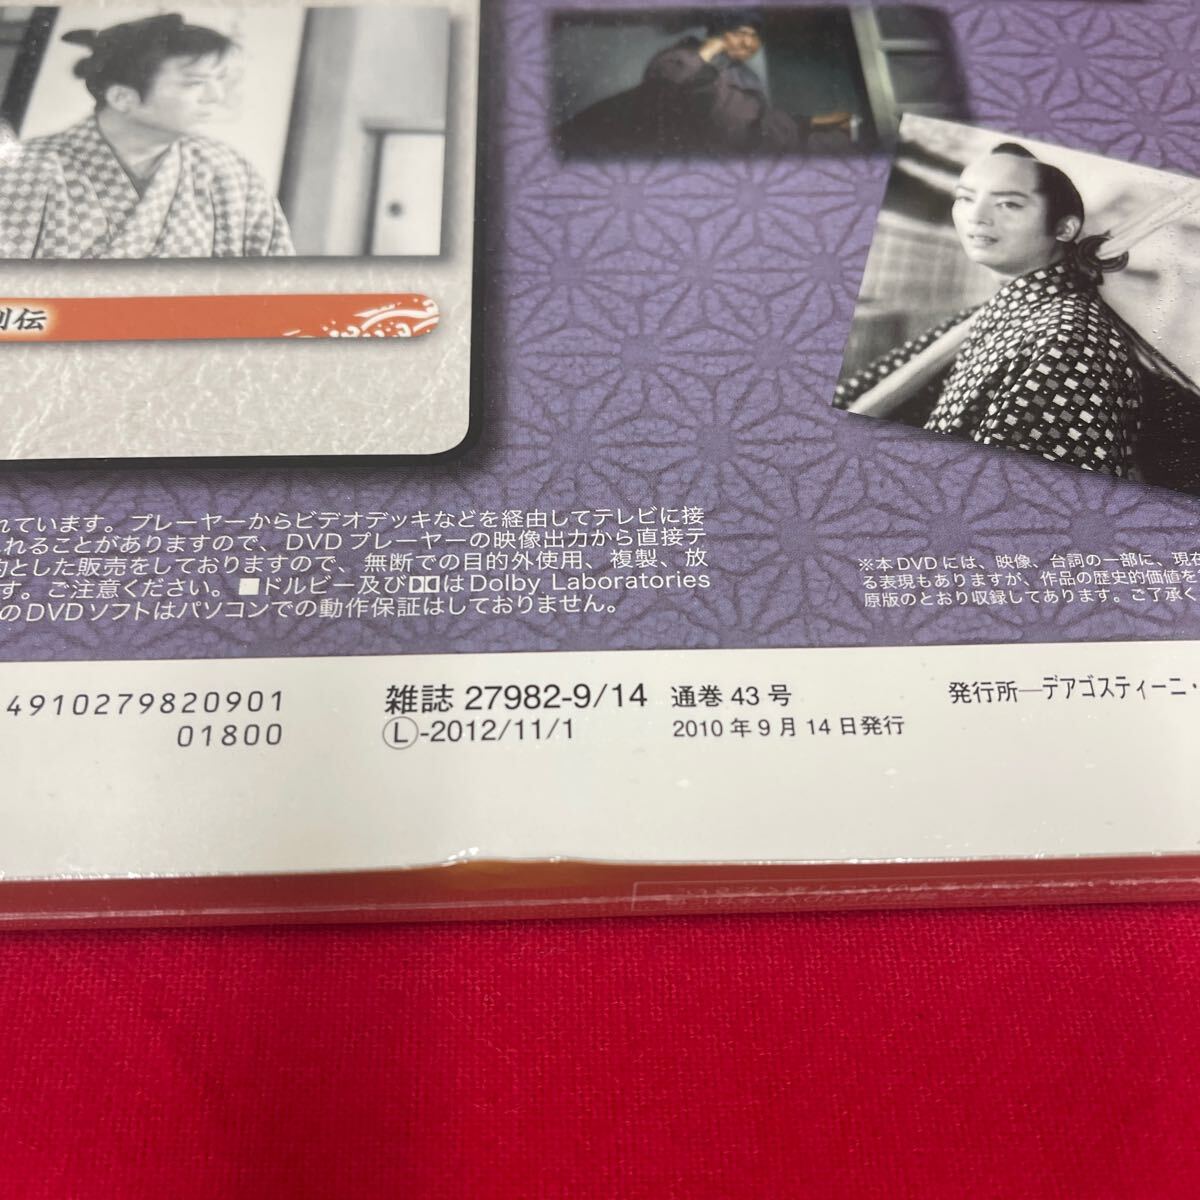 列伝
れています。プレーヤーからビデオデッキなどを経由してテレビに接
れることがありますので、DVDプレーヤーの映像出力から直接テ
的とした販売をしておりますので、無断での目的外使用、複製、放
す。ご注意ください。■ドルビー及びはDolby Laboratories
のDVDソフトはパソコンでの動作保証はしておりません。
※本DVDには、映像、台詞の一部に、現在
る表現もありますが、作品の歴史的価値を
原版のとおり収録してあります。ご了承く
4910279820901
01800
雑誌 27982-9/14
Ⓛ-2012/11/1
通巻 43 号
2010 年 9 月 14 日発行
発行所―デアゴスティーニ・